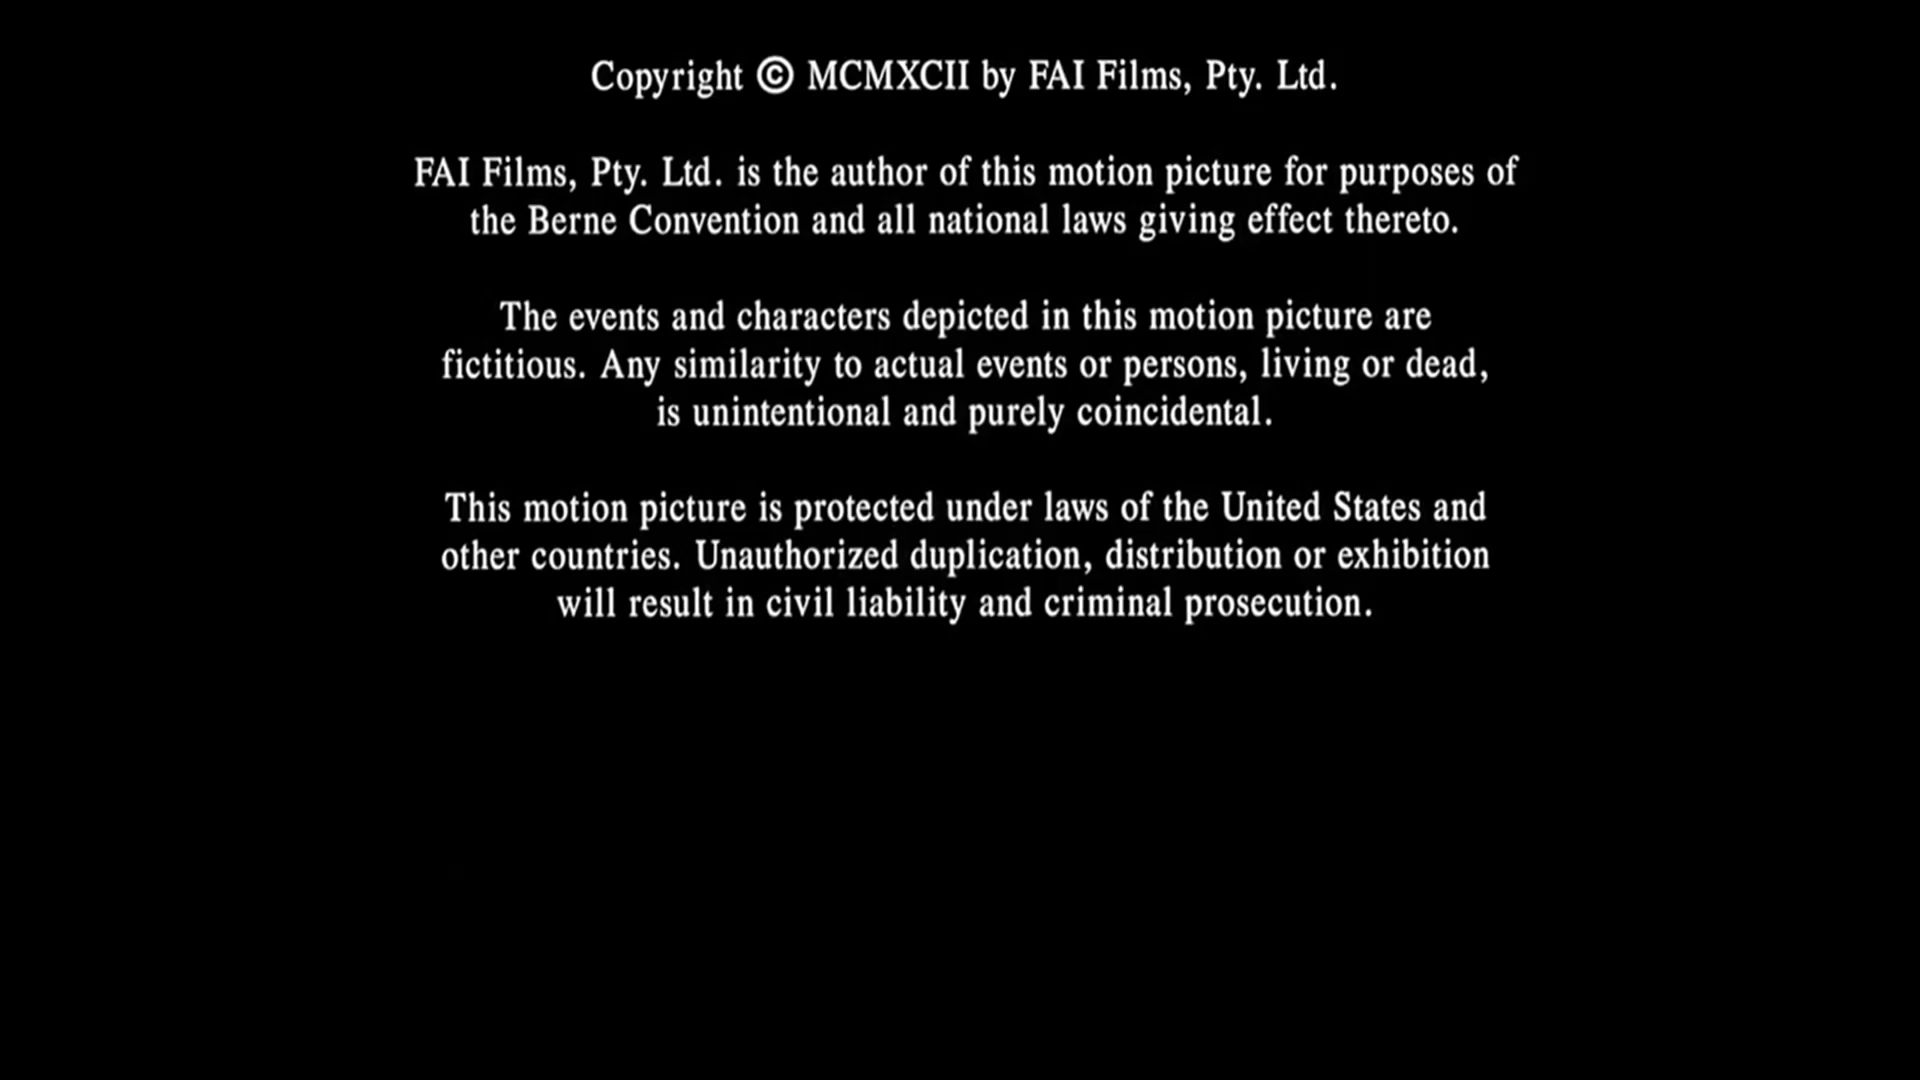 Copyright © MCMXCII by FAI Films, Pty. Ltd.
FAI Films, Pty. Ltd. is the author of this motion picture for purposes of
the Berne Convention and all national laws giving effect thereto.
The events and characters depicted in this motion picture are
fictitious. Any similarity to actual events or persons, living or dead,
is unintentional and purely coincidental.
This motion picture is protected under laws of the United States and
other countries. Unauthorized duplication, distribution or exhibition
will result in civil liability and criminal prosecution.